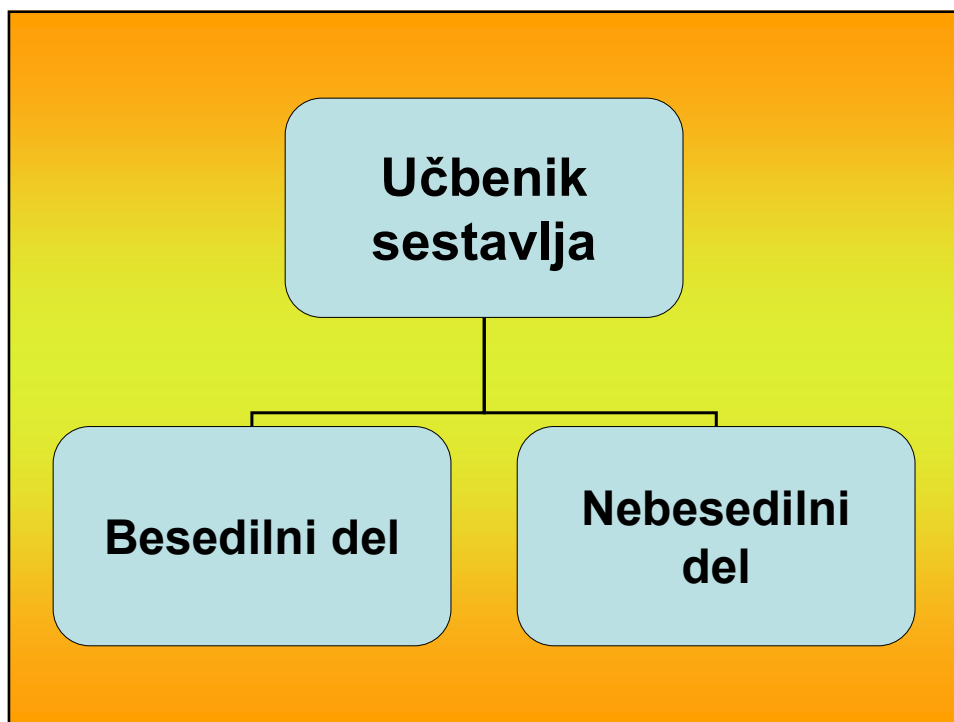 Učbenik
sestavlja
Besedilni del
Nebesedilni
del